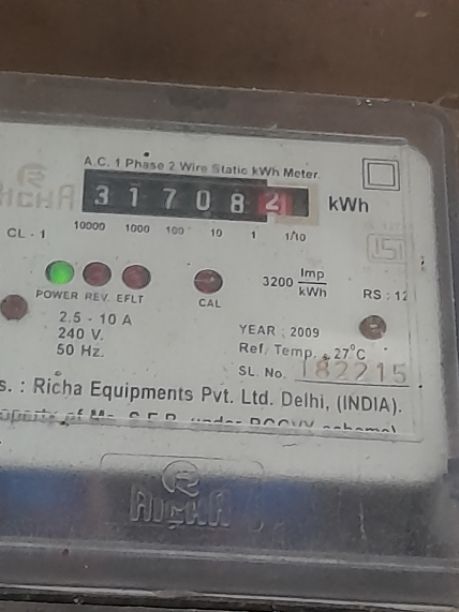 A.C. 1 Phase 2 Wire Static kWh Meter.
RICHA
3 1 7 0 8 2 kWh
CL - 1
10000 1000 100 10 1 1/10
ISI
POWER REV. EFLT
CAL
3200 Imp/kWh
RS : 12
2.5 - 10 A
240 V.
50 Hz.
YEAR : 2009
Ref. Temp. : 27°C
SL. No. 182215
s. : Richa Equipments Pvt. Ltd. Delhi, (INDIA).
RICHA